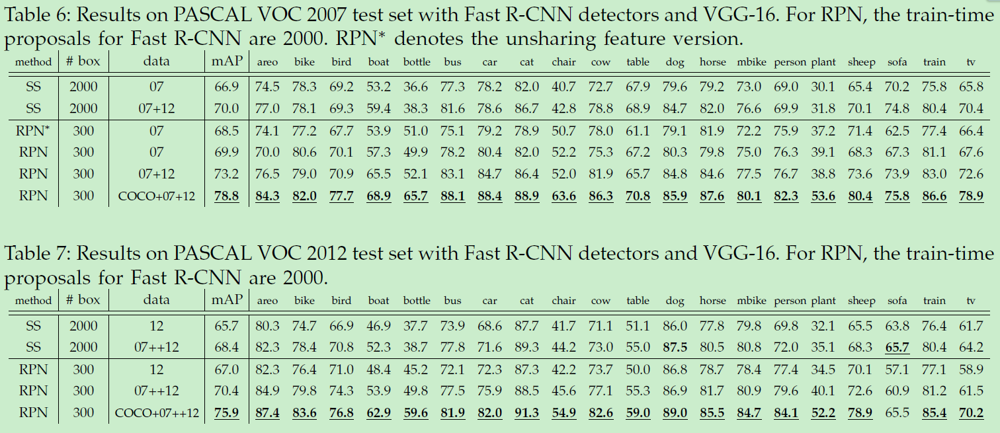 Table 6: Results on PASCAL VOC 2007 test set with Fast R-CNN detectors and VGG-16. For RPN, the train-time
proposals for Fast R-CNN are 2000. RPN* denotes the unsharing feature version.
method # box data mAP areo bike bird boat bottle bus car cat chair cow table dog horse mbike person plant sheep sofa train tv
SS 2000 07 66.9 74.5 78.3 69.2 53.2 36.6 77.3 78.2 82.0 40.7 72.7 67.9 79.6 79.2 73.0 69.0 30.1 65.4 70.2 75.8 65.8
SS 2000 07+12 70.0 77.0 78.1 69.3 59.4 38.3 81.6 78.6 86.7 42.8 78.8 68.9 84.7 82.0 76.6 69.9 31.8 70.1 74.8 80.4 70.4
RPN* 300 07 68.5 74.1 77.2 67.7 53.9 51.0 75.1 79.2 78.9 50.7 78.0 61.1 79.1 81.9 72.2 75.9 37.2 71.4 62.5 77.4 66.4
RPN 300 07 69.9 70.0 80.6 70.1 57.3 49.9 78.2 80.4 82.0 52.2 75.3 67.2 80.3 79.8 75.0 76.3 39.1 68.3 67.3 81.1 67.6
RPN 300 07+12 73.2 76.5 79.0 70.9 65.5 52.1 83.1 84.7 86.4 52.0 81.9 65.7 84.8 84.6 77.5 76.7 38.8 73.6 73.9 83.0 72.6
RPN 300 COCO+07+12 78.8 84.3 82.0 77.7 68.9 65.7 88.1 88.4 88.9 63.6 86.3 70.8 85.9 87.6 80.1 82.3 53.6 80.4 75.8 86.6 78.9
Table 7: Results on PASCAL VOC 2012 test set with Fast R-CNN detectors and VGG-16. For RPN, the train-time
proposals for Fast R-CNN are 2000.
method # box data mAP areo bike bird boat bottle bus car cat chair cow table dog horse mbike person plant sheep sofa train tv
SS 2000 12 65.7 80.3 74.7 66.9 46.9 37.7 73.9 68.6 87.7 41.7 71.1 51.1 86.0 77.8 79.8 69.8 32.1 65.5 63.8 76.4 61.7
SS 2000 07++12 68.4 82.3 78.4 70.8 52.3 38.7 77.8 71.6 89.3 44.2 73.0 55.0 87.5 80.5 80.8 72.0 35.1 68.3 65.7 80.4 64.2
RPN 300 12 67.0 82.3 76.4 71.0 48.4 45.2 72.1 72.3 87.3 42.2 73.7 50.0 86.8 78.7 78.4 77.4 34.5 70.1 57.1 77.1 58.9
RPN 300 07++12 70.4 84.9 79.8 74.3 53.9 49.8 77.5 75.9 88.5 45.6 77.1 55.3 86.9 81.7 80.9 79.6 40.1 72.6 60.9 81.2 61.5
RPN 300 COCO+07++12 75.9 87.4 83.6 76.8 62.9 59.6 81.9 82.0 91.3 54.9 82.6 59.0 89.0 85.5 84.7 84.1 52.2 78.9 65.5 85.4 70.2